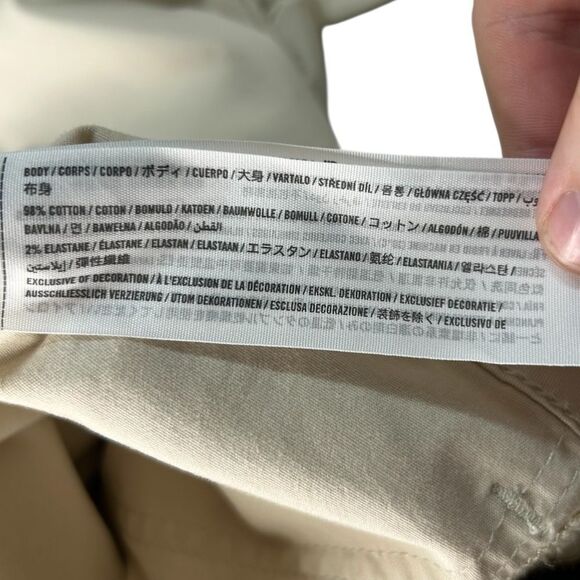 BODY / CORPS / CORPO / ボディ / CUERPO / 大身 / VARTALO / STŘEDNÍ DÍL / 몸통 / GŁÓWNA CZĘŚĆ / TOPP /
布身
98% COTTON / COTON / BOMULD / KATOEN / BAUMWOLLE / BOMULL / COTONE / コットン / ALGODÓN / 棉 / PUUVILLA
BAVLNA / 면 / BAWEŁNA / ALGODÃO / القطن
2% ELASTANE / ÉLASTANE / ELASTAN / ELASTAAN / エラスタン / ELASTANO / 氨纶 / ELASTAANIA / 엘라스탄 /
إيلاستين / 彈性纖維
EXCLUSIVE OF DECORATION / À L'EXCLUSION DE LA DÉCORATION / EKSKL. DEKORATION / EXCLUSIEF DECORATIE /
AUSSCHLIESSLICH VERZIERUNG / UTOM DEKORATIONEN / ESCLUSA DECORAZIONE / 装飾を除く / EXCLUSIVO DE